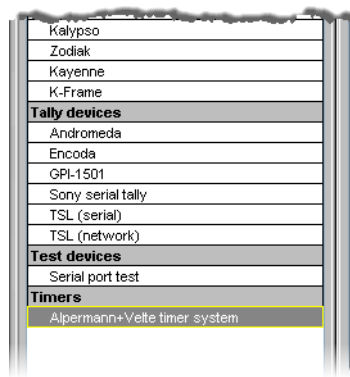 Kalypso
Zodiak
Kayenne
K-Frame
Tally devices
Andromeda
Encoda
GPI-1501
Sony serial tally
TSL (serial)
TSL (network)
Test devices
Serial port test
Timers
Alpermann+Velte timer system